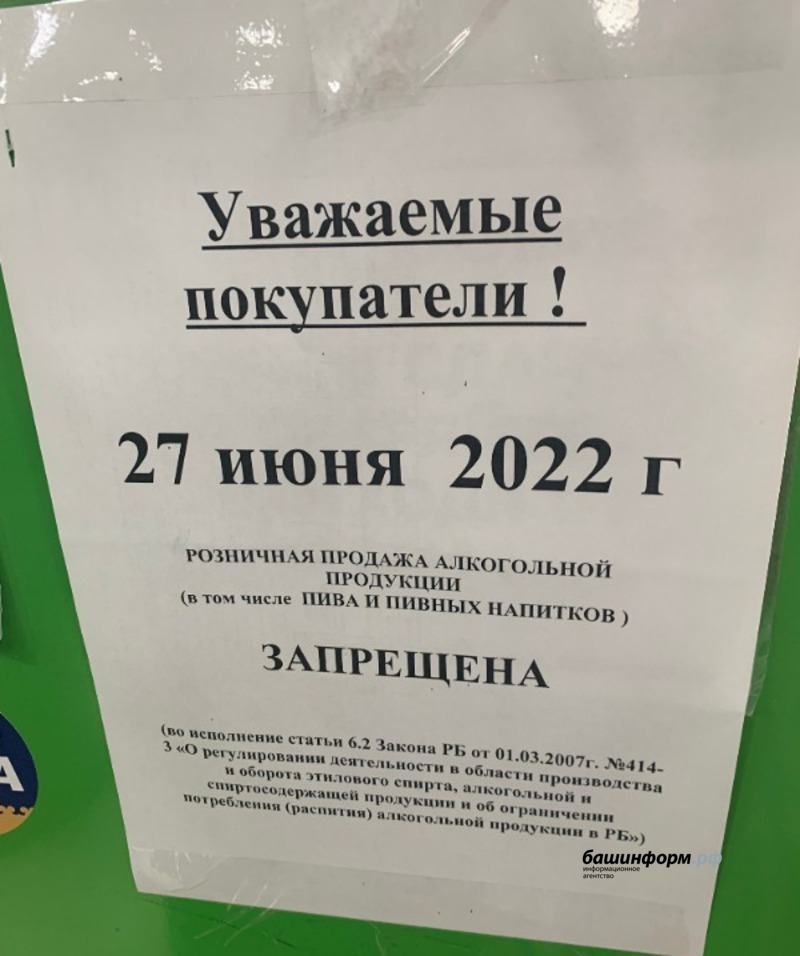 Уважаемые
покупатели !
27 июня 2022 г
РОЗНИЧНАЯ ПРОДАЖА АЛКОГОЛЬНОЙ
ПРОДУКЦИИ
(в том числе ПИВА И ПИВНЫХ НАПИТКОВ )
ЗАПРЕЩЕНА
(во исполнение статьи 6.2 Закона РБ от 01.03.2007г. №414-
З «О регулировании деятельности в области производства
и оборота этилового спирта, алкогольной и
спиртосодержащей продукции и об ограничении
потребления (распития) алкогольной продукции в РБ»)
А
башинформ.рф
информационное
агентство